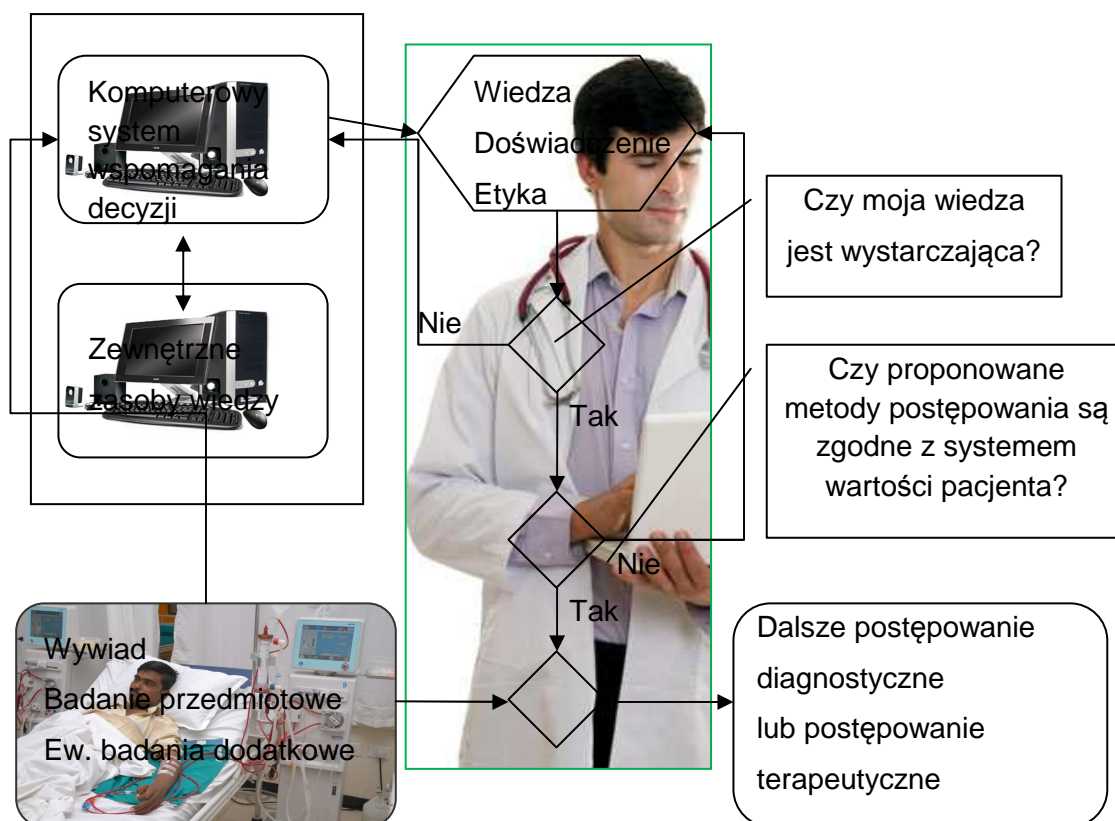 Komputerowy
system
wspomagania
decyzji
Zewnętrzne
zasoby wiedzy
Wiedza
Doświadczenie
Etyka
Nie
Tak
Nie
Tak
Czy moja wiedza
jest wystarczająca?
Czy proponowane
metody postępowania są
zgodne z systemem
wartości pacjenta?
Wywiad
Badanie przedmiotowe
Ew. badania dodatkowe
Dalsze postępowanie
diagnostyczne
lub postępowanie
terapeutyczne